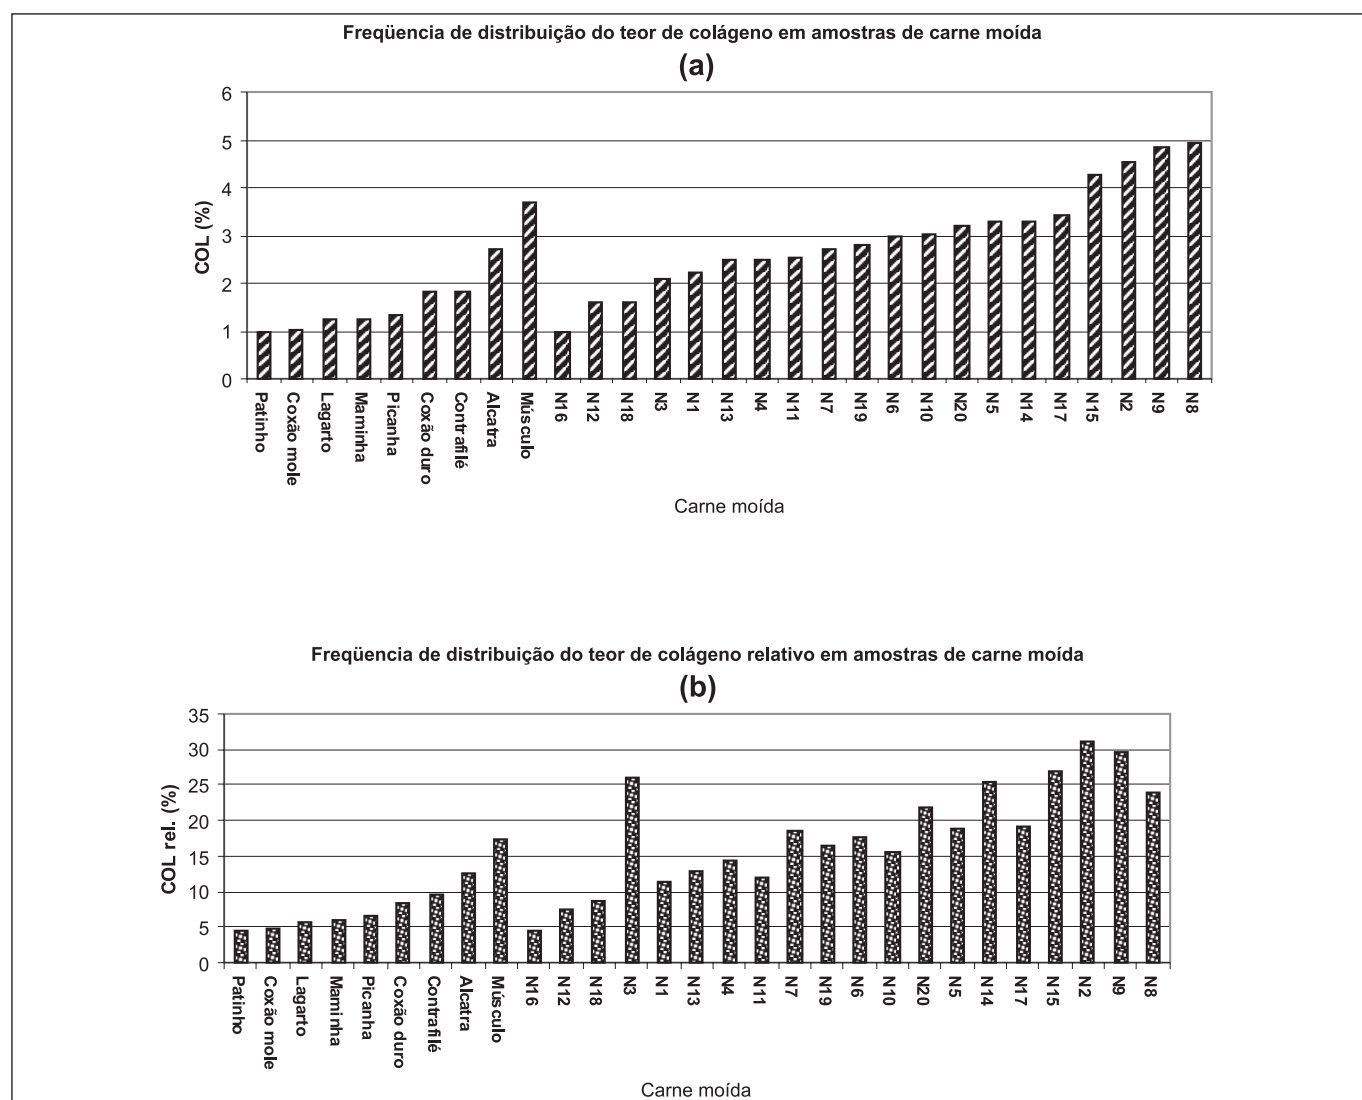 Freqüencia de distribuição do teor de colágeno em amostras de carne moída
(a)
COL (%)
6
5
4
3
2
1
0
Patinho
Coxão mole
Lagarto
Maminha
Picanha
Coxão duro
Contrafilé
Alcatra
Músculo
N16
N12
N18
N3
N1
N13
N4
N11
N7
N19
N6
N10
N20
N5
N14
N17
N15
N2
N9
N8
Carne moída
Freqüencia de distribuição do teor de colágeno relativo em amostras de carne moída
(b)
COL rel. (%)
35
30
25
20
15
10
5
0
Patinho
Coxão mole
Lagarto
Maminha
Picanha
Coxão duro
Contrafilé
Alcatra
Músculo
N16
N12
N18
N3
N1
N13
N4
N11
N7
N19
N6
N10
N20
N5
N14
N17
N15
N2
N9
N8
Carne moída